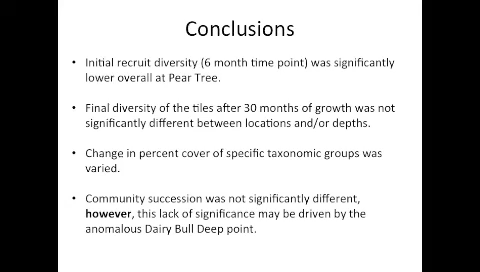 Conclusions
• Initial recruit diversity (6 month time point) was significantly
lower overall at Pear Tree.
• Final diversity of the tiles after 30 months of growth was not
significantly different between locations and/or depths.
• Change in percent cover of specific taxonomic groups was
varied.
• Community succession was not significantly different,
however, this lack of significance may be driven by the
anomalous Dairy Bull Deep point.